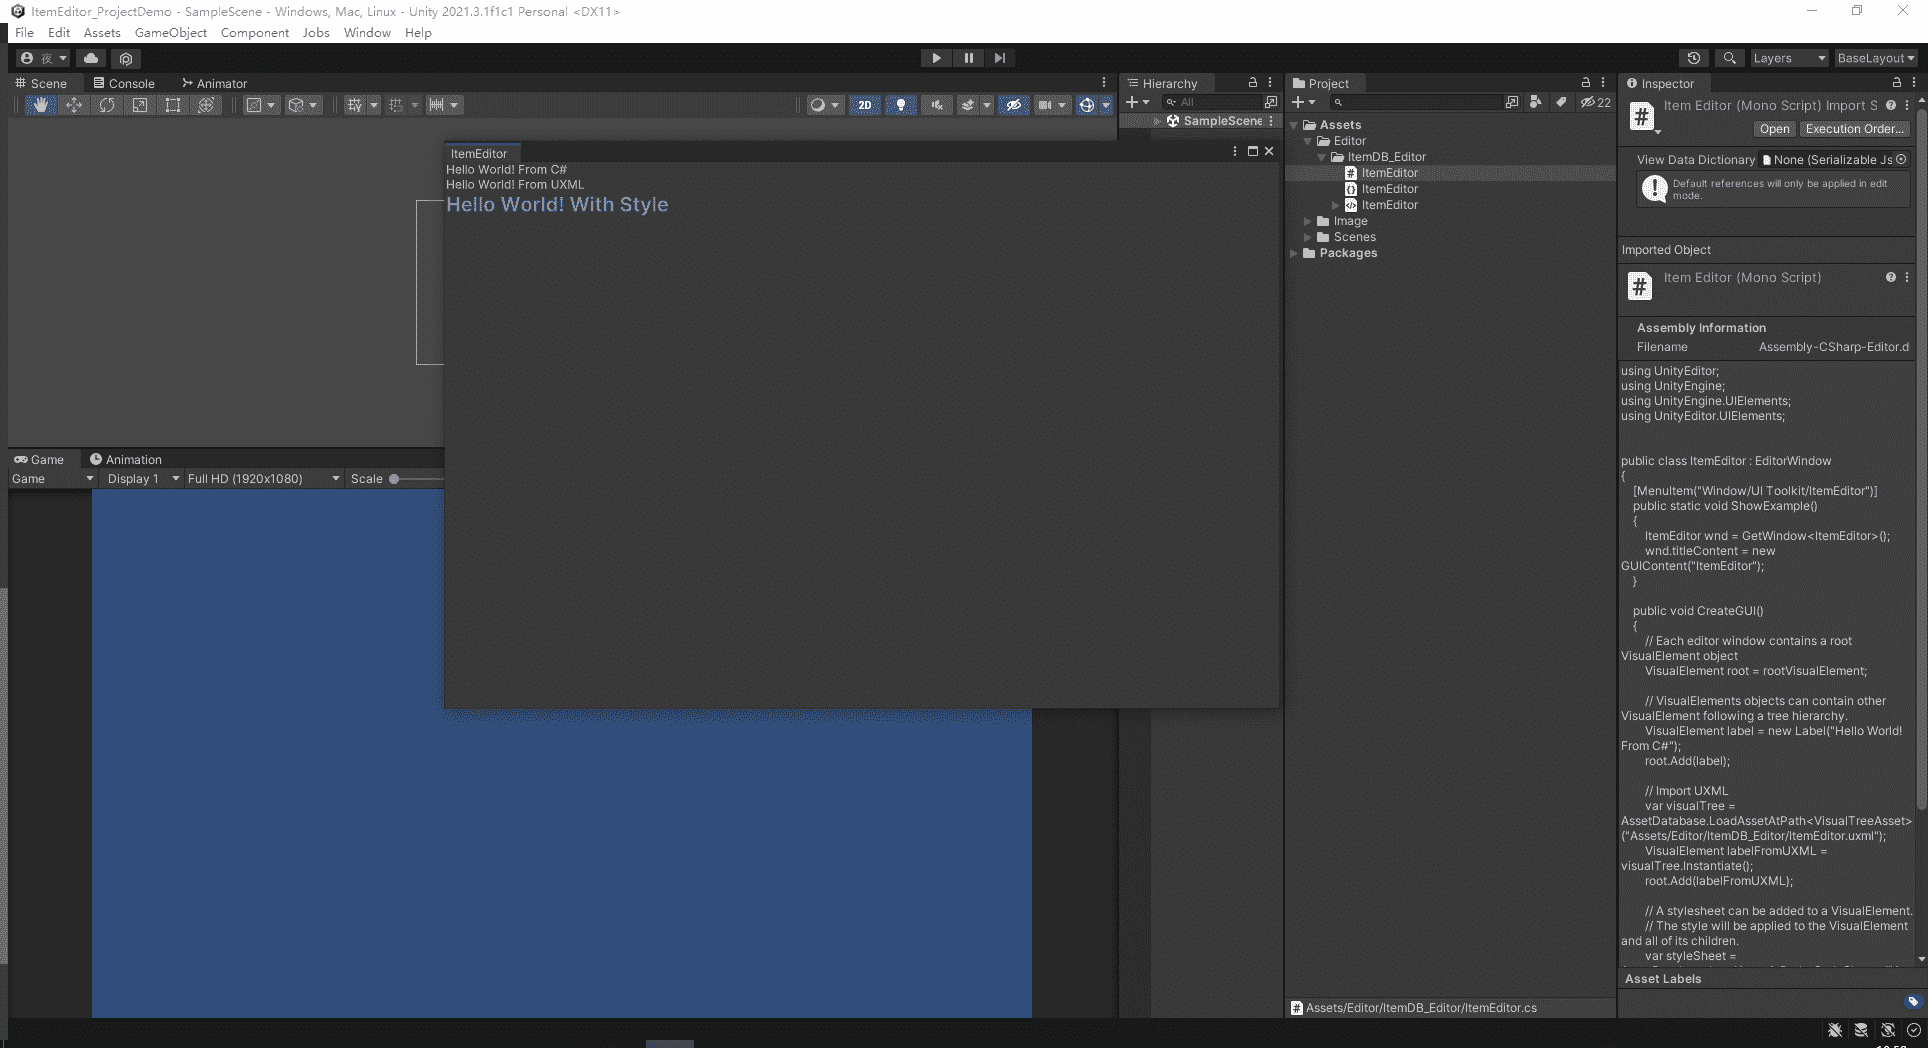 ItemEditor_ProjectDemo - SampleScene - Windows, Mac, Linux - Unity 2021.3.1f1c1 Personal <DX11>
File Edit Assets GameObject Component Jobs Window Help
夜
Layers BaseLayout
Scene Console Animator
2D
ItemEditor
Hello World! From C#
Hello World! From UXML
Hello World! With Style
Game Animation
Game Display 1 Full HD (1920x1080) Scale
Hierarchy
All
SampleScene
Project
22
Assets
Editor
ItemDB_Editor
ItemEditor
ItemEditor
ItemEditor
Image
Scenes
Packages
Assets/Editor/ItemDB_Editor/ItemEditor.cs
Inspector
Item Editor (Mono Script) Import S
Open Execution Order...
View Data Dictionary None (Serializable Js
Default references will only be applied in edit
mode.
Imported Object
Item Editor (Mono Script)
Assembly Information
Filename Assembly-CSharp-Editor.d
using UnityEditor;
using UnityEngine;
using UnityEngine.UIElements;
using UnityEditor.UIElements;
public class ItemEditor : EditorWindow
{
[MenuItem("Window/UI Toolkit/ItemEditor")]
public static void ShowExample()
{
ItemEditor wnd = GetWindow<ItemEditor>();
wnd.titleContent = new
GUIContent("ItemEditor");
}
public void CreateGUI()
{
// Each editor window contains a root
VisualElement object
VisualElement root = rootVisualElement;
// VisualElements objects can contain other
VisualElement following a tree hierarchy.
VisualElement label = new Label("Hello World!
From C#");
root.Add(label);
// Import UXML
var visualTree =
AssetDatabase.LoadAssetAtPath<VisualTreeAsset>
("Assets/Editor/ItemDB_Editor/ItemEditor.uxml");
VisualElement labelFromUXML =
visualTree.Instantiate();
root.Add(labelFromUXML);
// A stylesheet can be added to a VisualElement.
// The style will be applied to the VisualElement
and all of its children.
var styleSheet =
Asset Labels